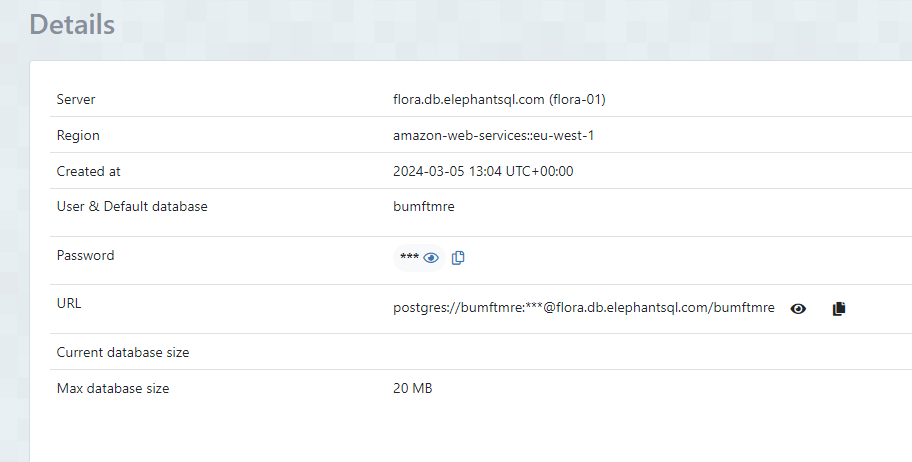 Details
Server flora.db.elephantsql.com (flora-01)
Region amazon-web-services::eu-west-1
Created at 2024-03-05 13:04 UTC+00:00
User & Default database bumftmre
Password ***
URL postgres://bumftmre:***@flora.db.elephantsql.com/bumftmre
Current database size
Max database size 20 MB